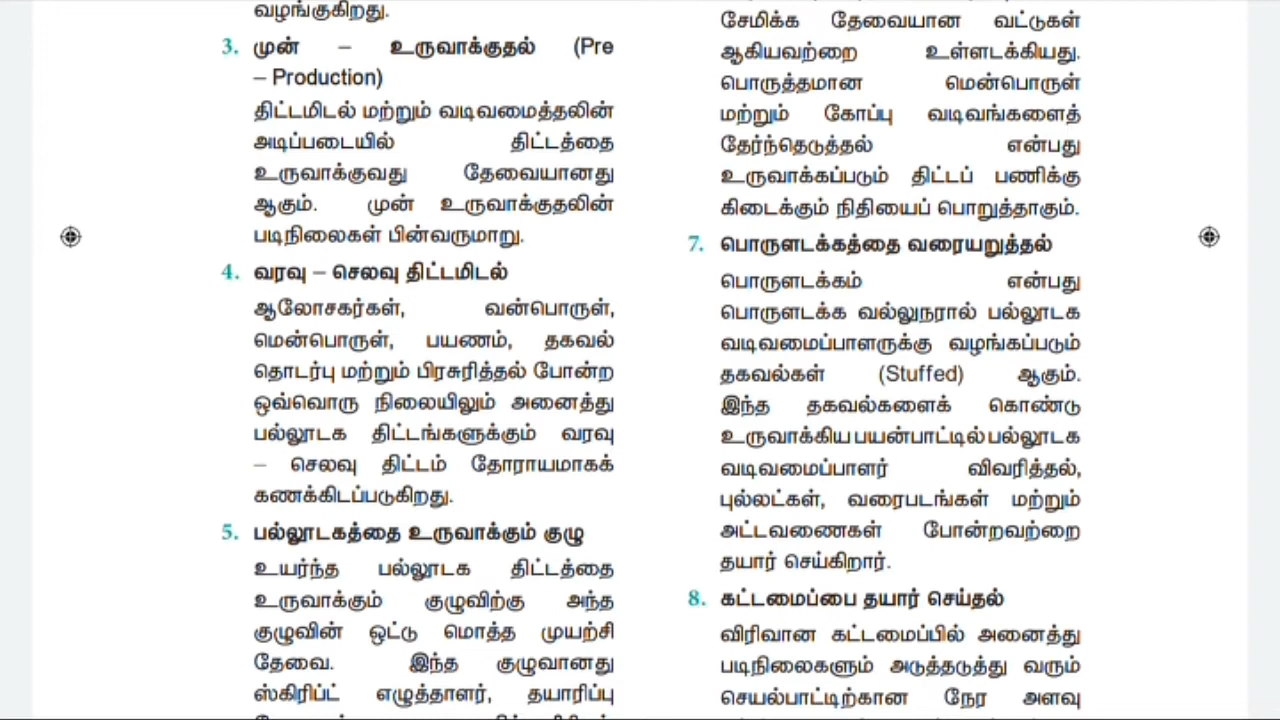 வழங்குகிறது.
3. முன் – உருவாக்குதல் (Pre
– Production)
திட்டமிடல் மற்றும் வடிவமைத்தலின்
அடிப்படையில் திட்டத்தை
உருவாக்குவது தேவையானது
ஆகும். முன் உருவாக்குதலின்
படிநிலைகள் பின்வருமாறு.
4. வரவு – செலவு திட்டமிடல்
ஆலோசகர்கள், வன்பொருள்,
மென்பொருள், பயணம், தகவல்
தொடர்பு மற்றும் பிரசுரித்தல் போன்ற
ஒவ்வொரு நிலையிலும் அனைத்து
பல்லூடக திட்டங்களுக்கும் வரவு
– செலவு திட்டம் தோராயமாகக்
கணக்கிடப்படுகிறது.
5. பல்லூடகத்தை உருவாக்கும் குழு
உயர்ந்த பல்லூடக திட்டத்தை
உருவாக்கும் குழுவிற்கு அந்த
குழுவின் ஒட்டு மொத்த முயற்சி
தேவை. இந்த குழுவானது
ஸ்கிரிப்ட் எழுத்தாளர், தயாரிப்பு
சேமிக்க தேவையான வட்டுகள்
ஆகியவற்றை உள்ளடக்கியது.
பொருத்தமான மென்பொருள்
மற்றும் கோப்பு வடிவங்களைத்
தேர்ந்தெடுத்தல் என்பது
உருவாக்கப்படும் திட்டப் பணிக்கு
கிடைக்கும் நிதியைப் பொறுத்தாகும்.
7. பொருளடக்கத்தை வரையறுத்தல்
பொருளடக்கம் என்பது
பொருளடக்க வல்லுநரால் பல்லூடக
வடிவமைப்பாளருக்கு வழங்கப்படும்
தகவல்கள் (Stuffed) ஆகும்.
இந்த தகவல்களைக் கொண்டு
உருவாக்கிய பயன்பாட்டில் பல்லூடக
வடிவமைப்பாளர் விவரித்தல்,
புல்லட்கள், வரைபடங்கள் மற்றும்
அட்டவணைகள் போன்றவற்றை
தயார் செய்கிறார்.
8. கட்டமைப்பை தயார் செய்தல்
விரிவான கட்டமைப்பில் அனைத்து
படிநிலைகளும் அடுத்தடுத்து வரும்
செயல்பாட்டிற்கான நேர அளவு